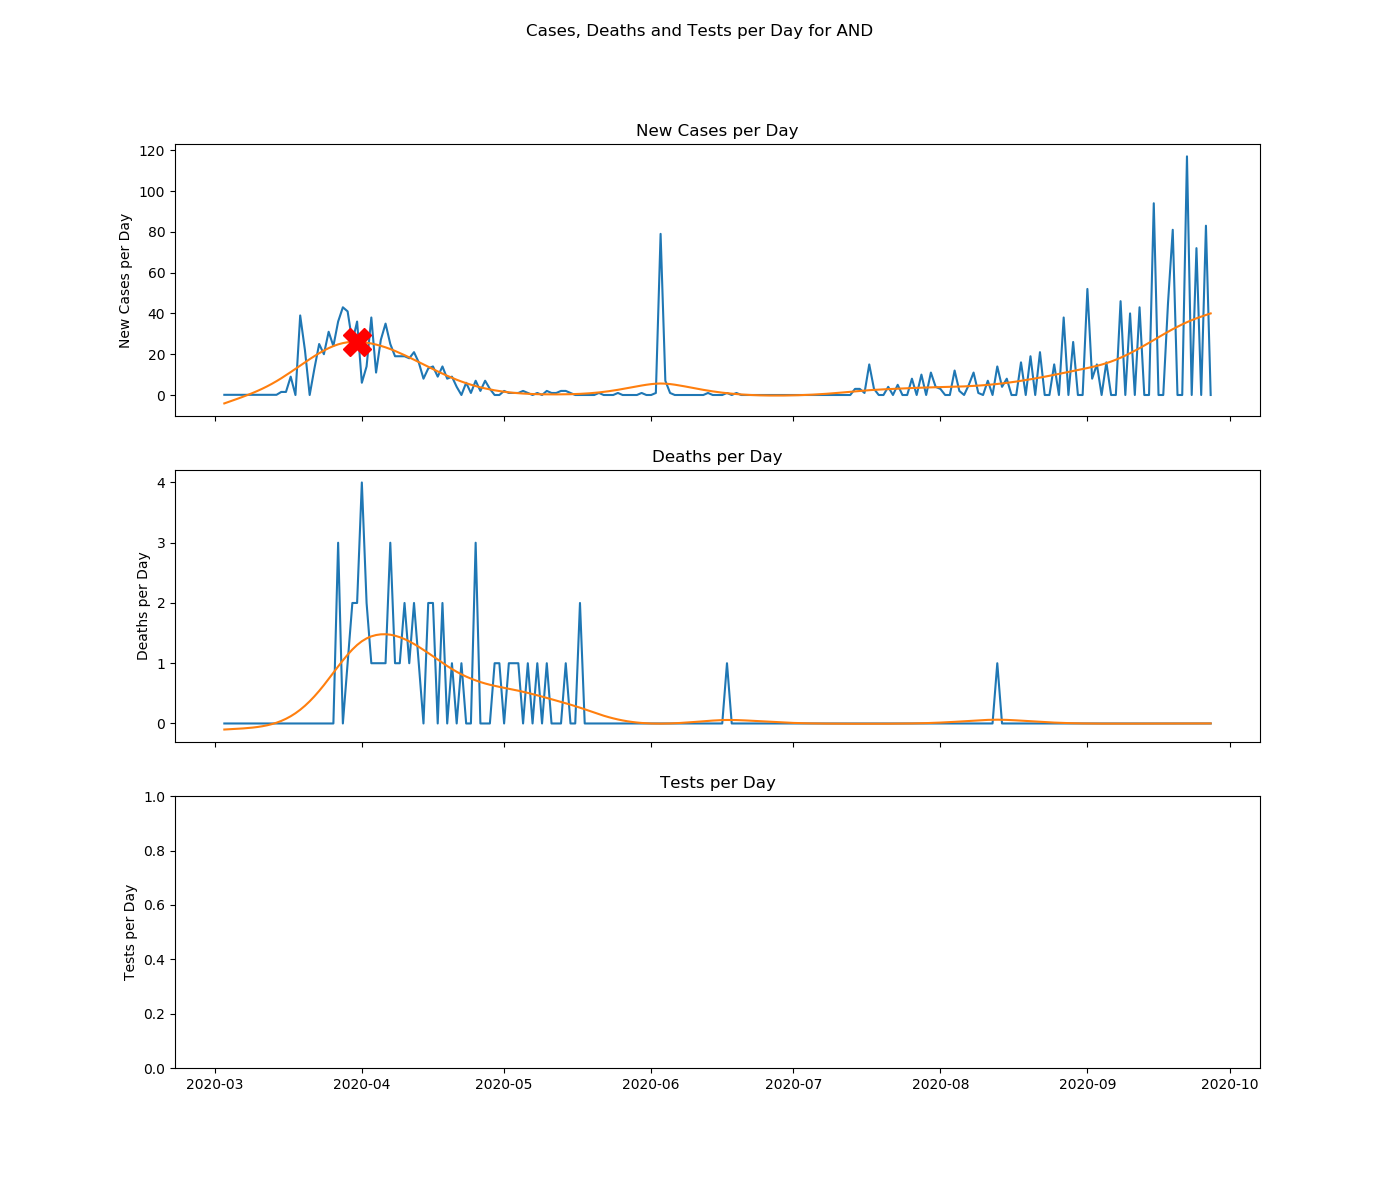 Cases, Deaths and Tests per Day for AND
New Cases per Day
New Cases per Day
120
100
80
60
40
20
0
Deaths per Day
Deaths per Day
4
3
2
1
0
Tests per Day
Tests per Day
1.0
0.8
0.6
0.4
0.2
0.0
2020-03 2020-04 2020-05 2020-06 2020-07 2020-08 2020-09 2020-10